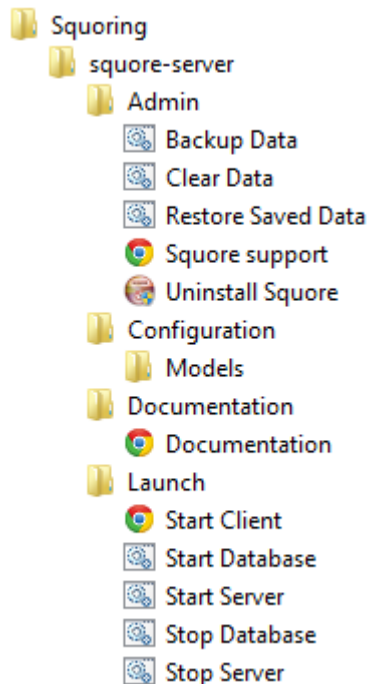 Squoring
squore-server
Admin
Backup Data
Clear Data
Restore Saved Data
Squore support
Uninstall Squore
Configuration
Models
Documentation
Documentation
Launch
Start Client
Start Database
Start Server
Stop Database
Stop Server